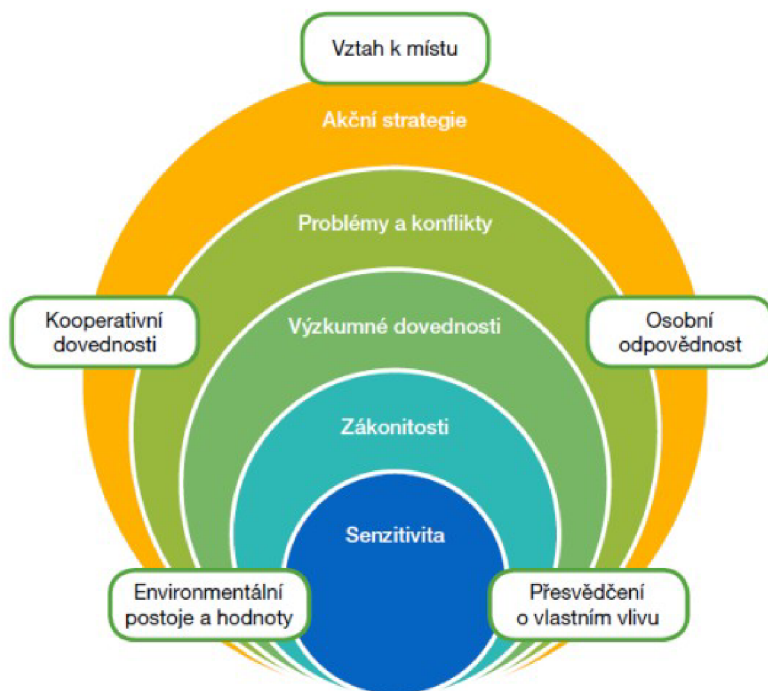 Vztah k místu
Akční strategie
Problémy a konflikty
Kooperativní
dovednosti
Výzkumné dovednosti
Osobní
odpovědnost
Zákonitosti
Senzitivita
Environmentální
postoje a hodnoty
Přesvědčení
o vlastním vlivu